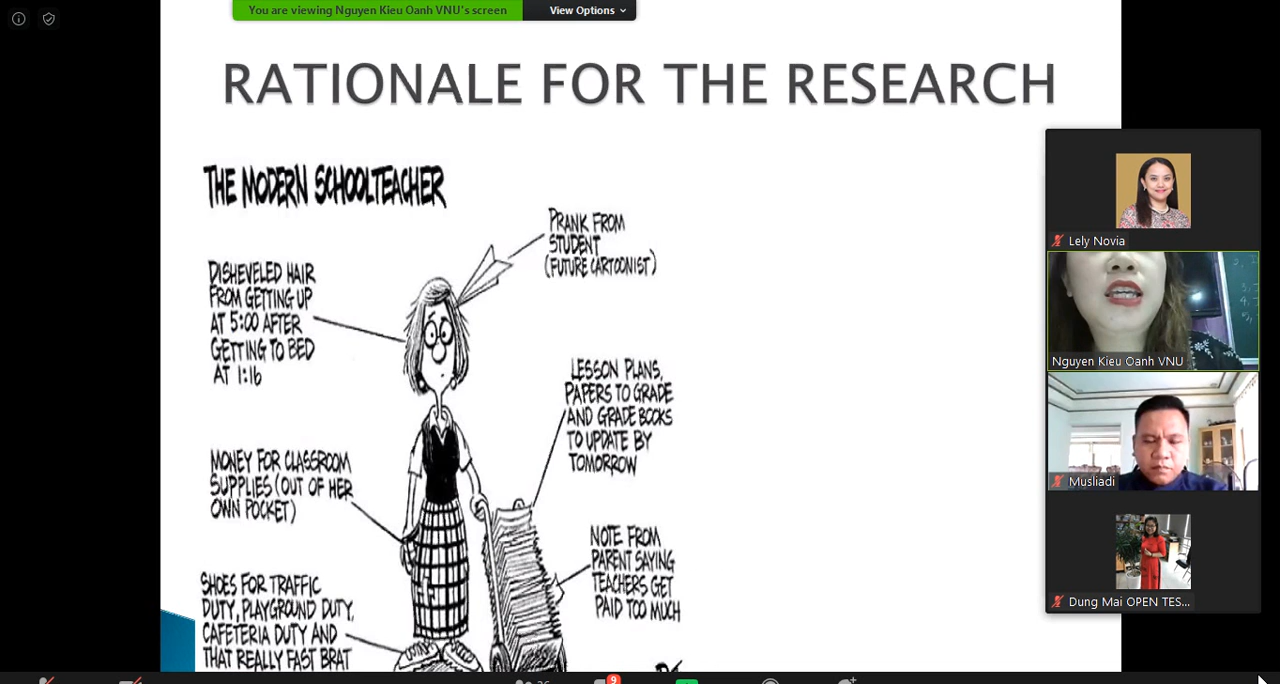 You are viewing Nguyen Kieu Oanh VNU's screen
View Options
RATIONALE FOR THE RESEARCH
THE MODERN SCHOOLTEACHER
PRANK FROM
STUDENT
(FUTURE CARTOONIST)
DISHEVELED HAIR
FROM GETTING UP
AT 5:00 AFTER
GETTING TO BED
AT 1:16
LESSON PLANS,
PAPERS TO GRADE
AND GRADE BOOKS
TO UPDATE BY
TOMORROW
MONEY FOR CLASSROOM
SUPPLIES (OUT OF HER
OWN POCKET)
NOTE FROM
PARENT SAYING
TEACHERS GET
PAID TOO MUCH
SHOES FOR TRAFFIC
DUTY, PLAYGROUND DUTY,
CAFETERIA DUTY AND
THAT REALLY FAST BRAT
Lely Novia
Nguyen Kieu Oanh VNU
Musliadi
Dung Mai OPEN TES...
9